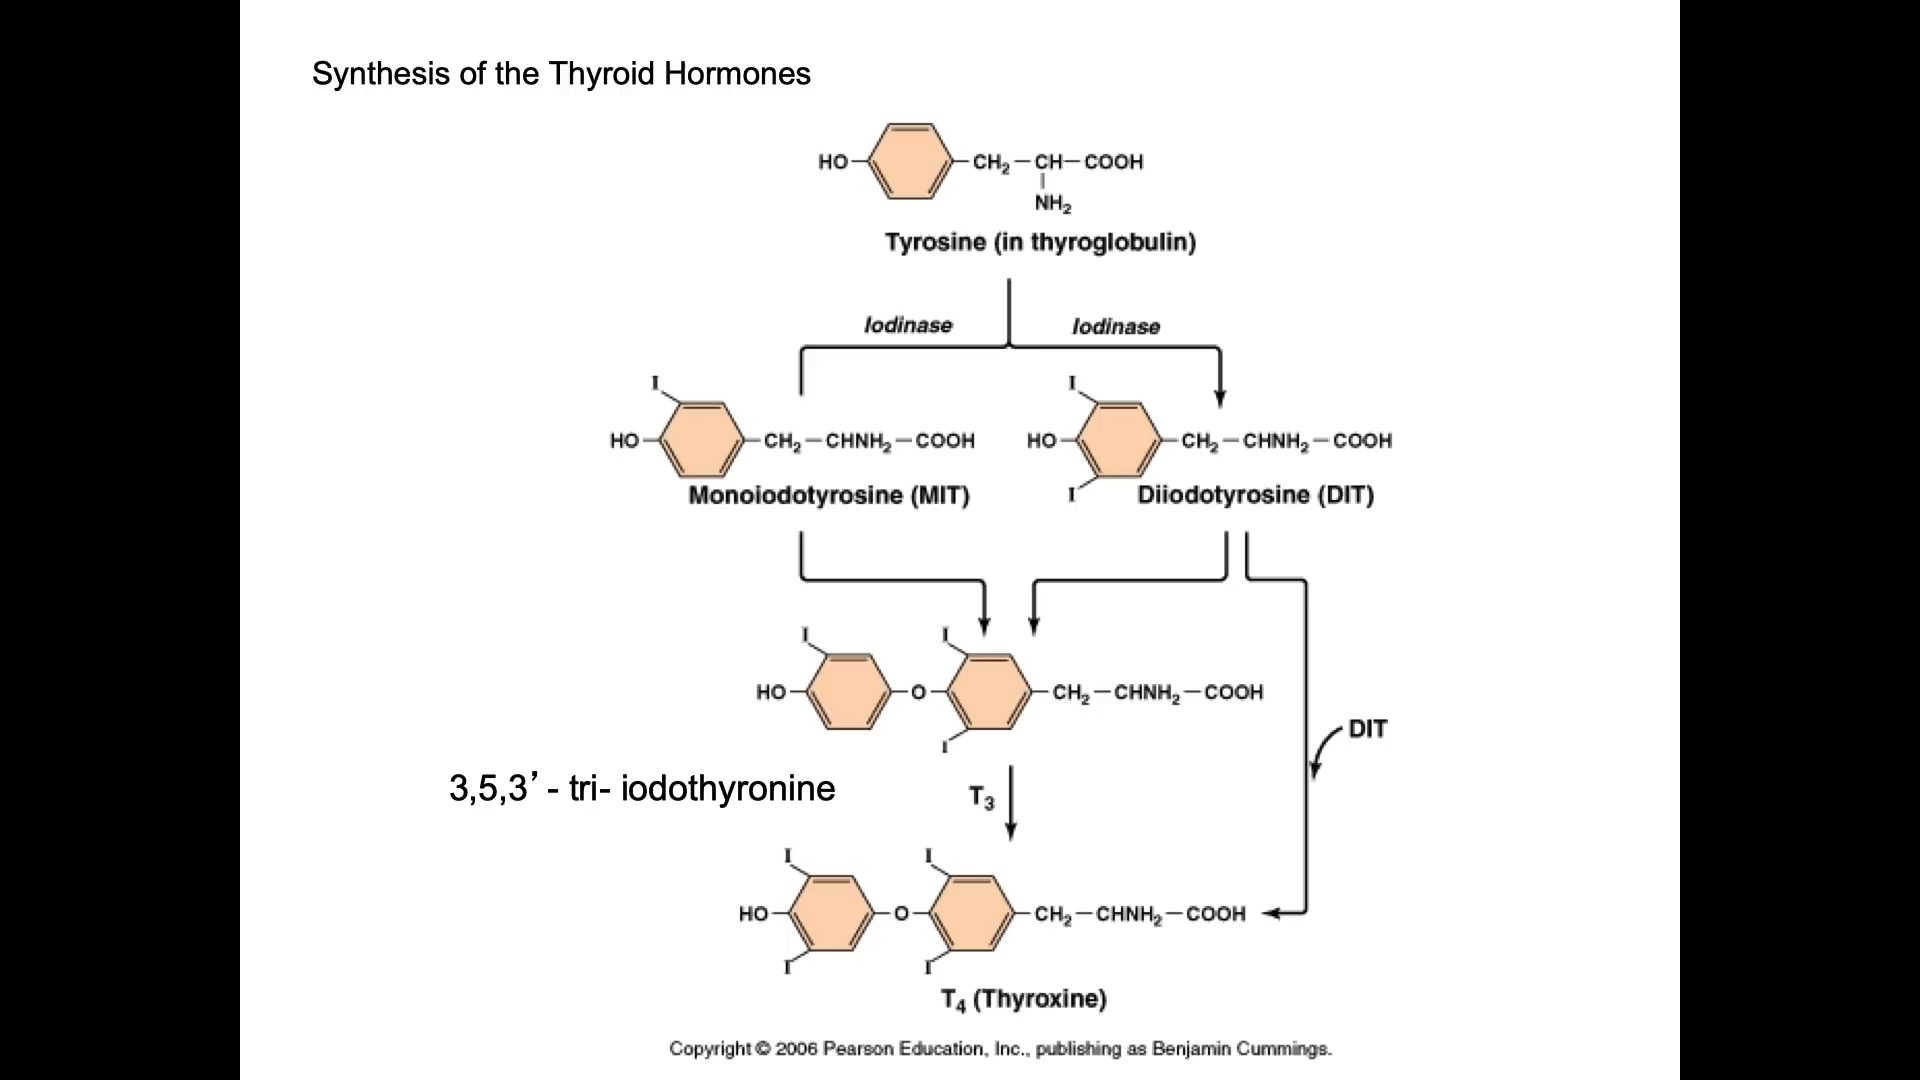 Synthesis of the Thyroid Hormones
HO CH₂ CH COOH
NH₂
Tyrosine (in thyroglobulin)
Iodinase Iodinase
I I
HO CH₂ CHNH₂ COOH HO CH₂ CHNH₂ COOH
I
Monoiodotyrosine (MIT) Diiodotyrosine (DIT)
I I
HO O CH₂ CHNH₂ COOH
I
DIT
3,5,3’ - tri- iodothyronine T₃
I I
HO O CH₂ CHNH₂ COOH
I I
T₄ (Thyroxine)
Copyright © 2006 Pearson Education, Inc., publishing as Benjamin Cummings.